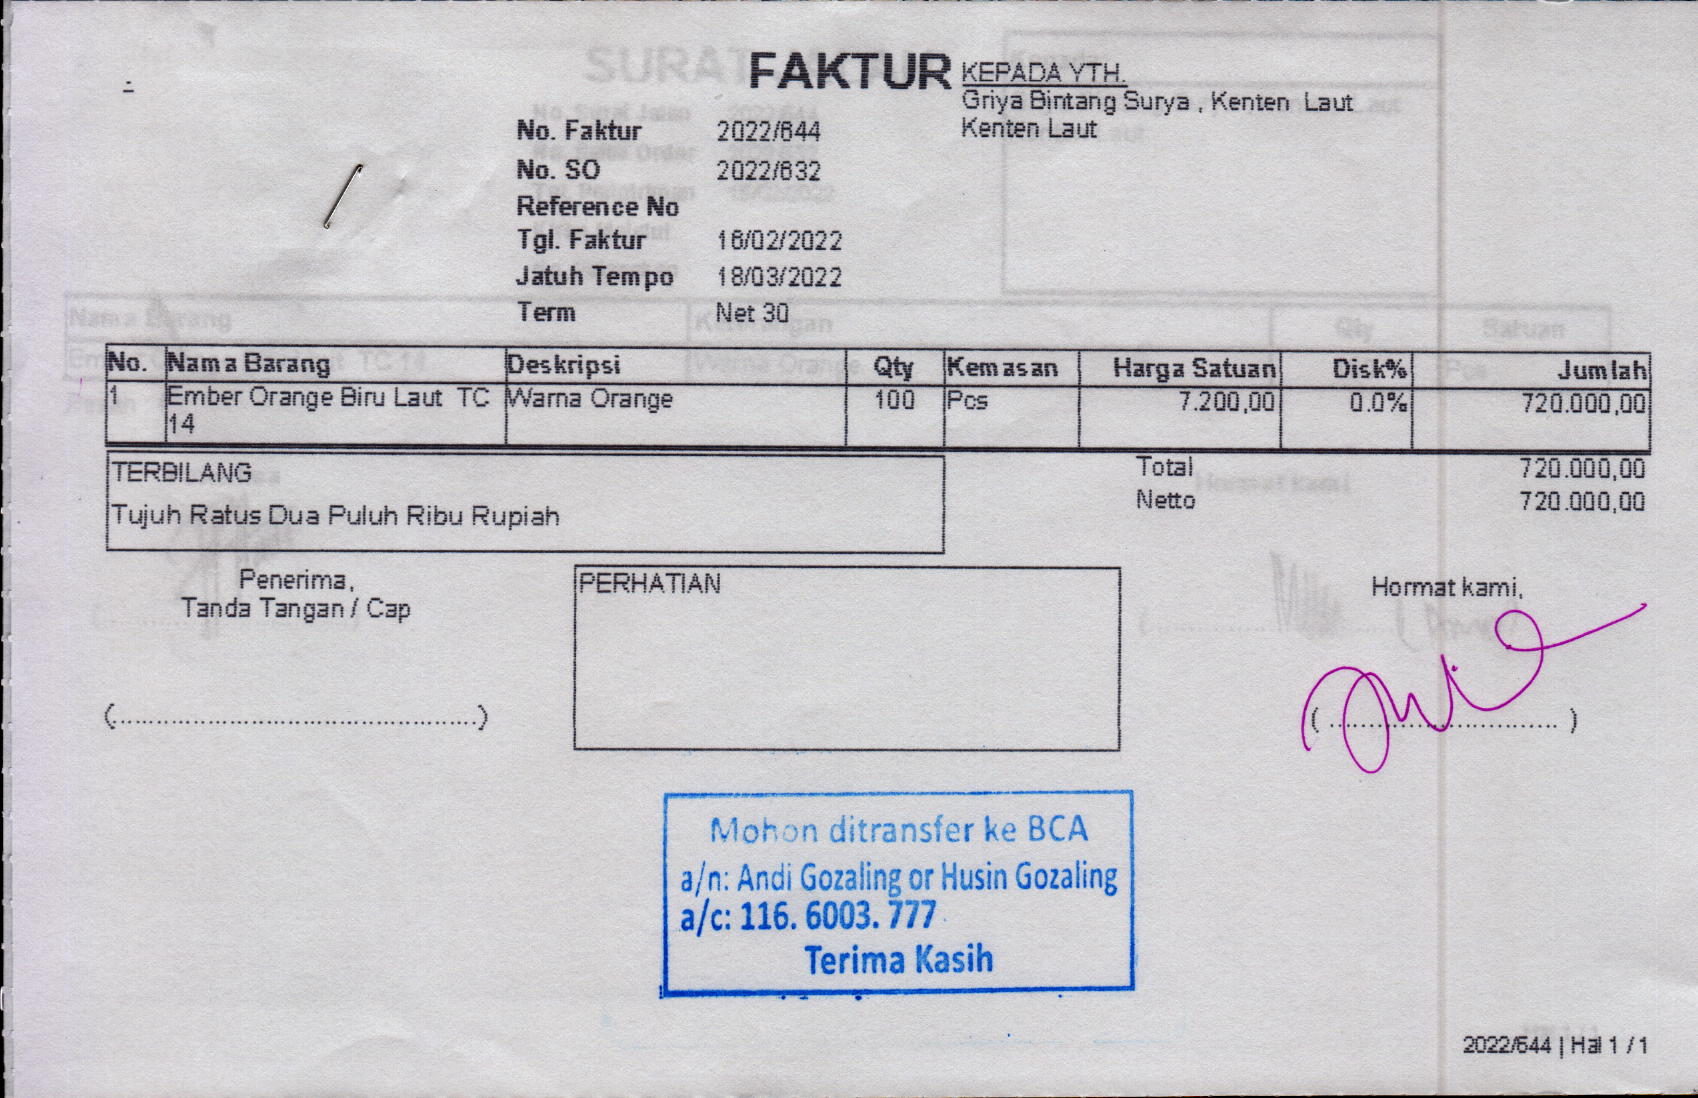 FAKTUR
KEPADA YTH.
Griya Bintang Surya , Kenten Laut
Kenten Laut
No. Faktur 2022/644
No. SO 2022/632
Reference No
Tgl. Faktur 16/02/2022
Jatuh Tempo 18/03/2022
Term Net 30
No. Nama Barang Deskripsi Qty Kemasan Harga Satuan Disk% Jumlah
1 Ember Orange Biru Laut TC Warna Orange 100 Pcs 7.200,00 0.0% 720.000,00
14
TERBILANG
Tujuh Ratus Dua Puluh Ribu Rupiah
Total 720.000,00
Netto 720.000,00
Penerima,
Tanda Tangan / Cap
(................................................)
PERHATIAN
Hormat kami,
( .............................. )
Mohon ditransfer ke BCA
a/n: Andi Gozaling or Husin Gozaling
a/c: 116. 6003. 777
Terima Kasih
2022/644 | Hal 1 / 1